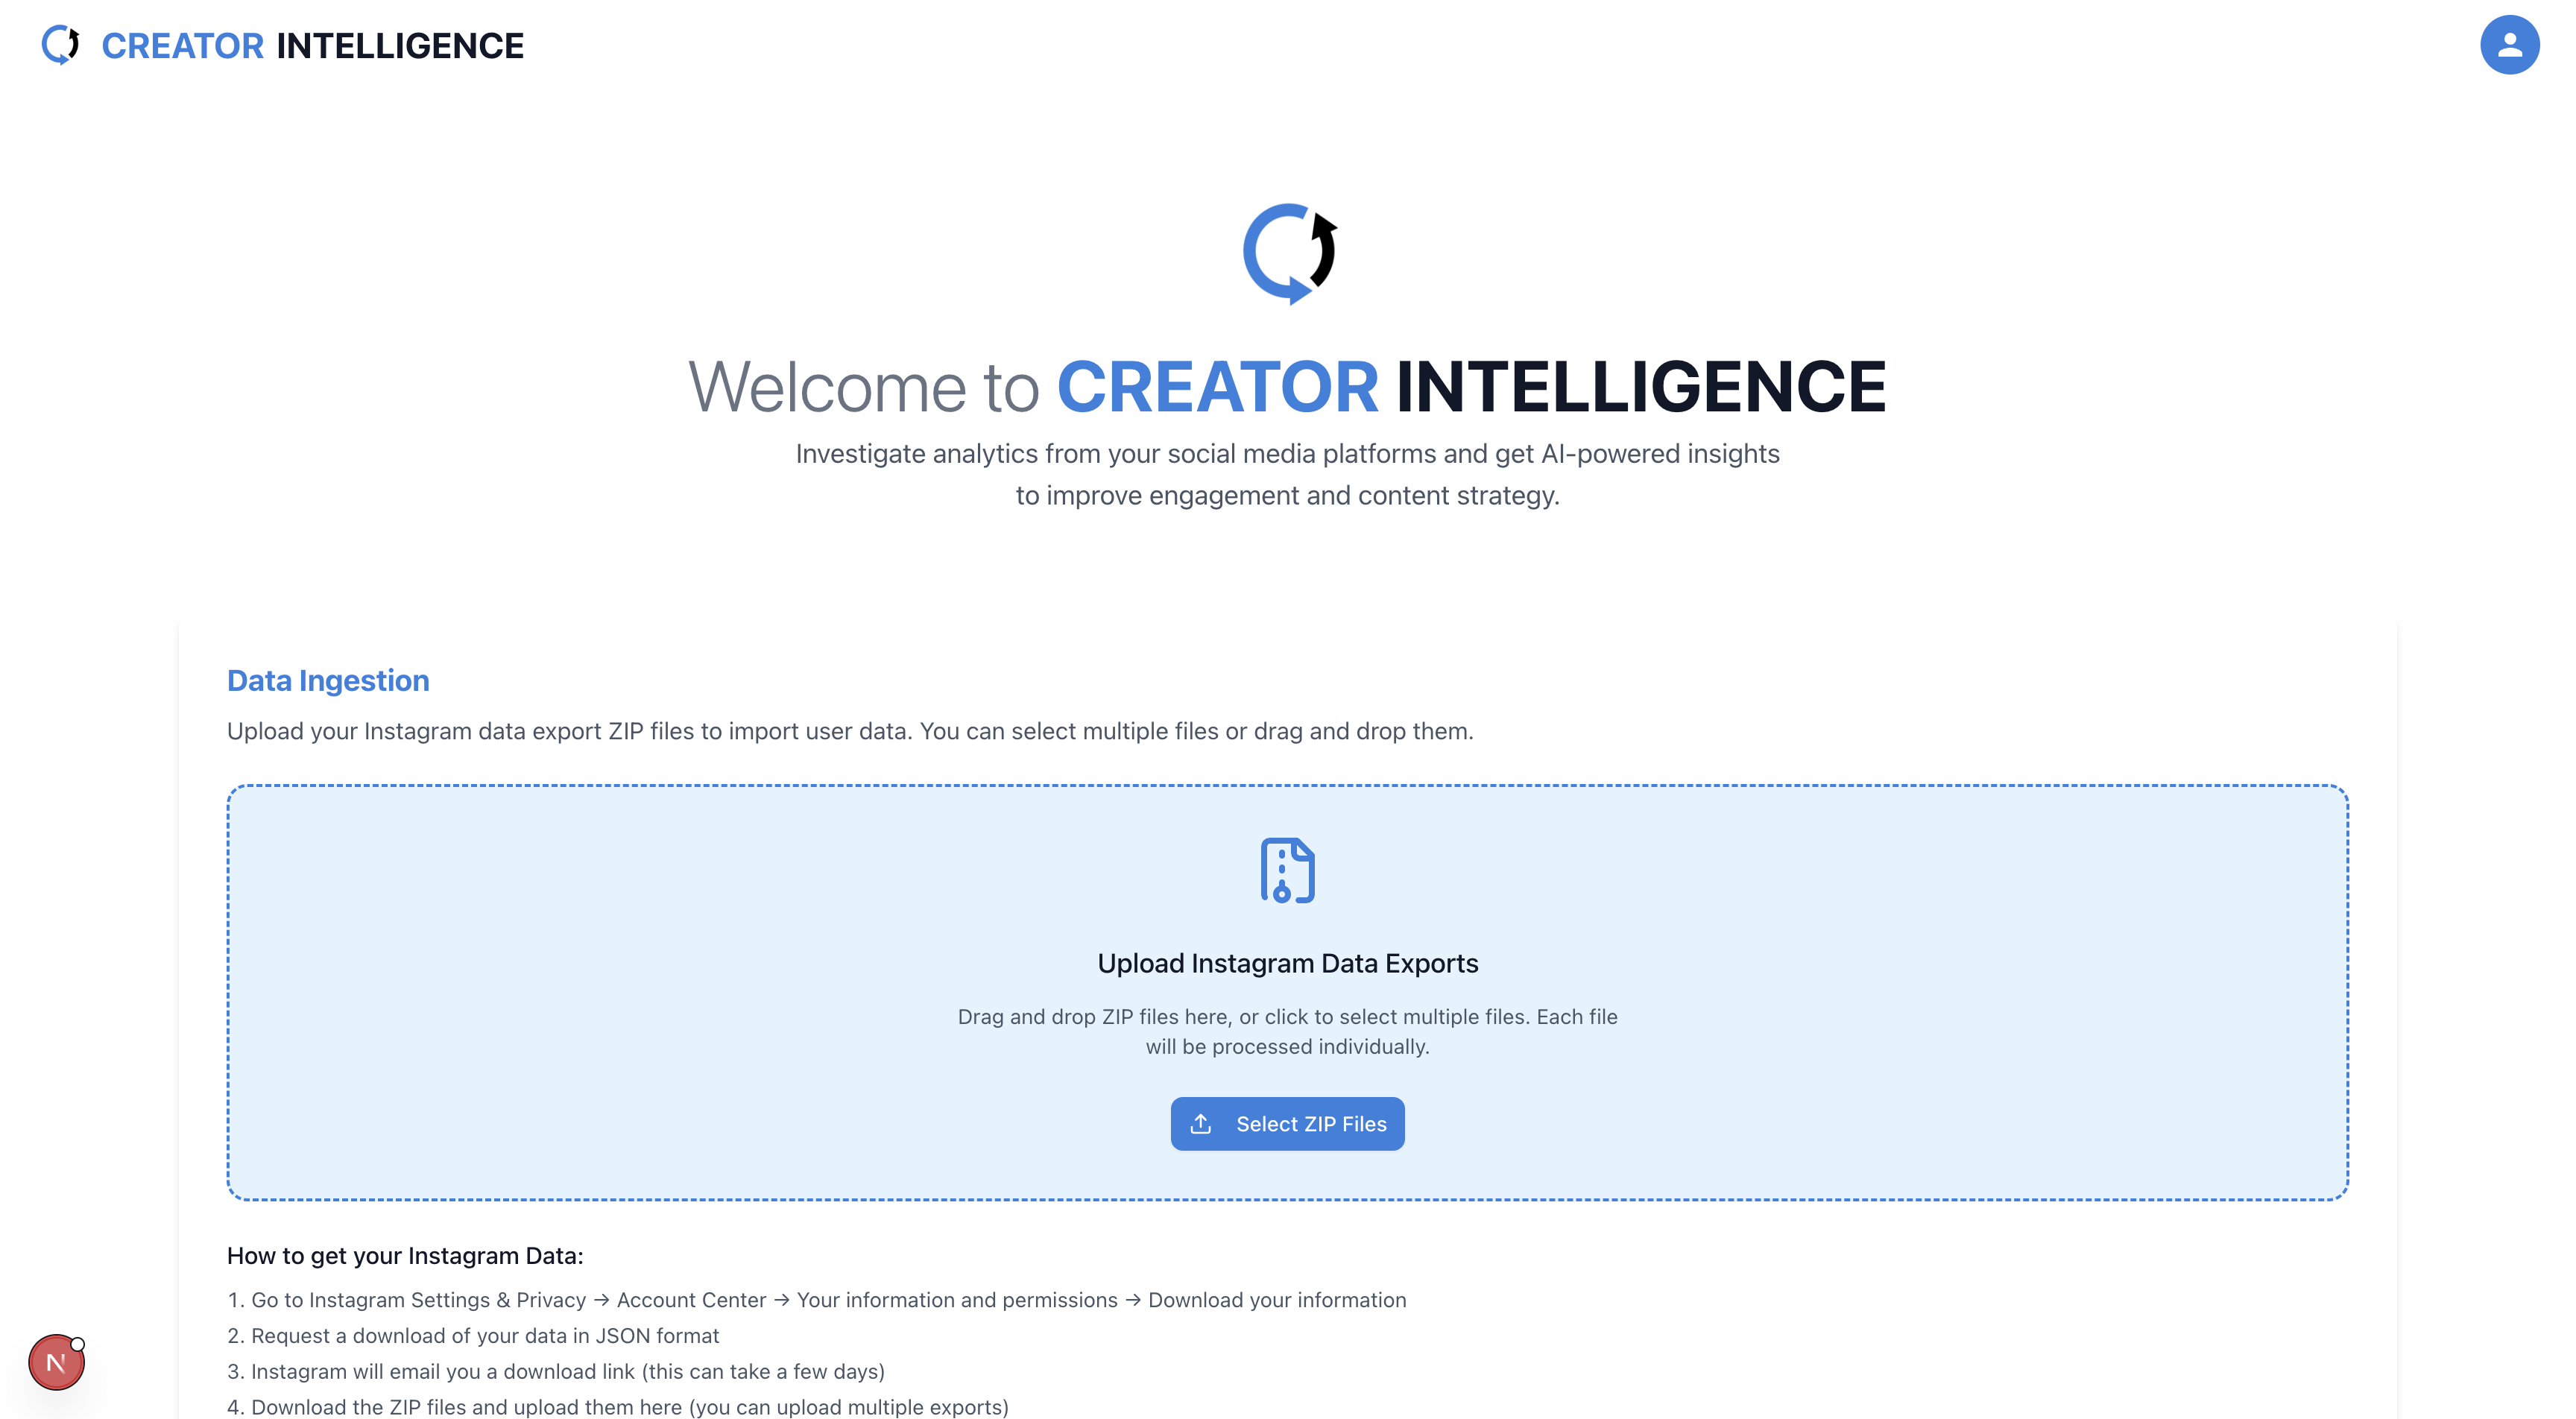 CREATOR INTELLIGENCE
Welcome to CREATOR INTELLIGENCE
Investigate analytics from your social media platforms and get AI-powered insights
to improve engagement and content strategy.
Data Ingestion
Upload your Instagram data export ZIP files to import user data. You can select multiple files or drag and drop them.
Upload Instagram Data Exports
Drag and drop ZIP files here, or click to select multiple files. Each file
will be processed individually.
Select ZIP Files
How to get your Instagram Data:
1. Go to Instagram Settings & Privacy → Account Center → Your information and permissions → Download your information
2. Request a download of your data in JSON format
3. Instagram will email you a download link (this can take a few days)
4. Download the ZIP files and upload them here (you can upload multiple exports)
N